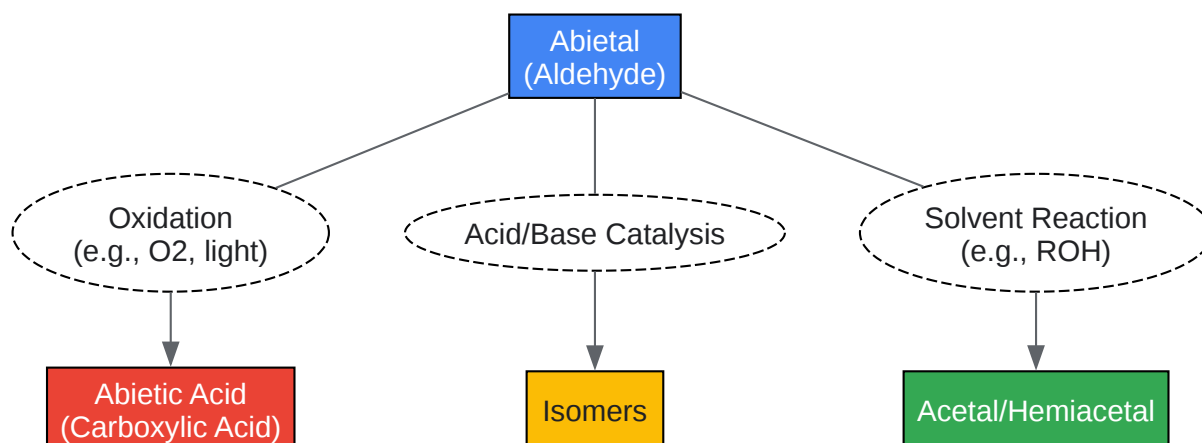 Abietal
(Aldehyde)
Oxidation
(e.g., O2, light)
Acid/Base Catalysis
Solvent Reaction
(e.g., ROH)
Abietic Acid
(Carboxylic Acid)
Isomers
Acetal/Hemiacetal